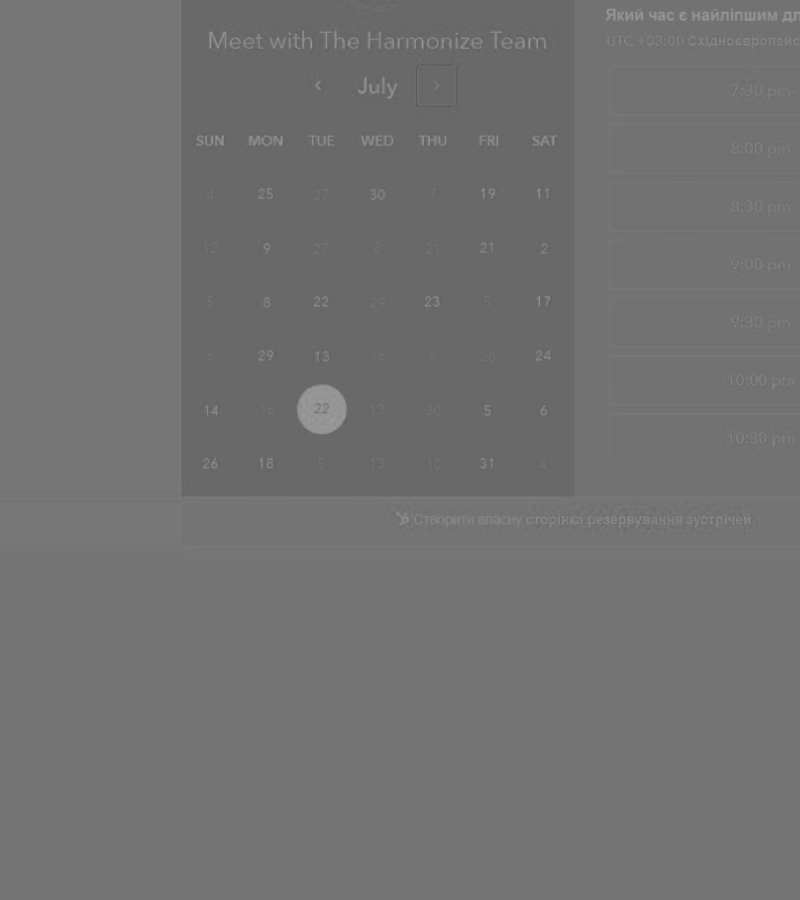 Meet with The Harmonize Team
July
SUN MON TUE WED THU FRI SAT
4 25 27 30 7 19 11
12 9 27 8 21 21 2
5 8 22 29 23 5 17
6 29 13 16 6 28 24
14 16 22 13 30 5 6
26 18 5 13 10 31 4
Який час є найліпшим
UTC +03:00
7:30 pm
8:00 pm
8:30 pm
9:00 pm
9:30 pm
10:00 pm
10:30 pm
Створити власну сторінка резервування зустрічей